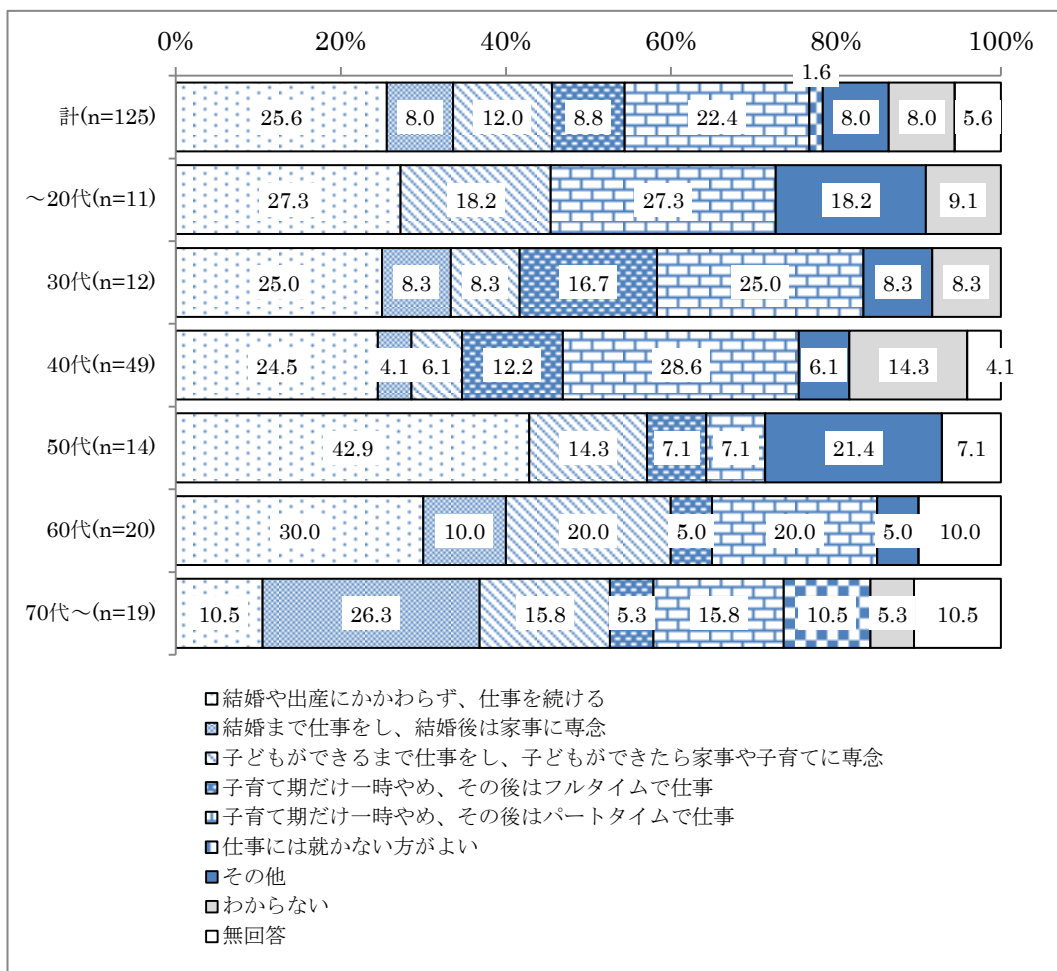 0% 20% 40% 60% 80% 100%
1.6
計(n=125) 25.6 8.0 12.0 8.8 22.4 8.0 8.0 5.6
～20代(n=11) 27.3 18.2 27.3 18.2 9.1
30代(n=12) 25.0 8.3 8.3 16.7 25.0 8.3 8.3
40代(n=49) 24.5 4.1 6.1 12.2 28.6 6.1 14.3 4.1
50代(n=14) 42.9 14.3 7.1 7.1 21.4 7.1
60代(n=20) 30.0 10.0 20.0 5.0 20.0 5.0 10.0
70代～(n=19) 10.5 26.3 15.8 5.3 15.8 10.5 5.3 10.5
結婚や出産にかかわらず、仕事を続ける
結婚まで仕事をし、結婚後は家事に専念
子どもができるまで仕事をし、子どもができたら家事や子育てに専念
子育て期だけ一時やめ、その後はフルタイムで仕事
子育て期だけ一時やめ、その後はパートタイムで仕事
仕事には就かない方がよい
その他
わからない
無回答